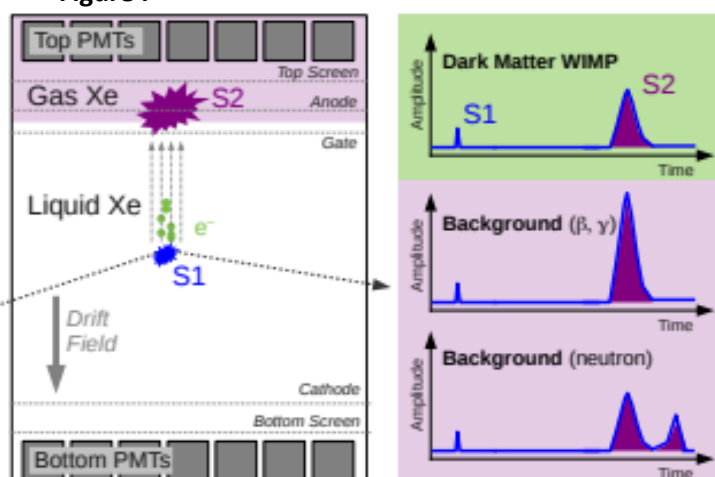 Top PMTs
Top Screen
Gas Xe
S2
Anode
Gate
Liquid Xe
e⁻
S1
Drift
Field
Cathode
Bottom Screen
Bottom PMTs
Amplitude
Dark Matter WIMP
S1
S2
Time
Amplitude
Background (β, γ)
Time
Amplitude
Background (neutron)
Time